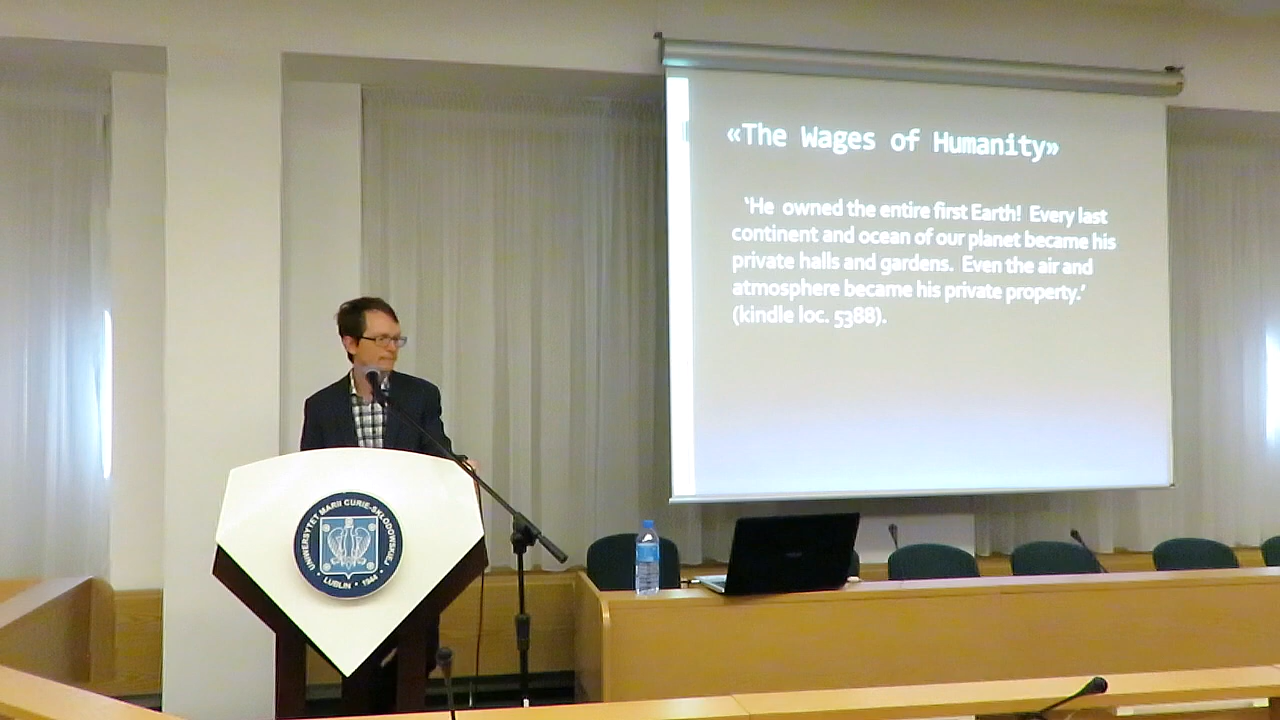 «The Wages of Humanity»
‘He owned the entire first Earth! Every last
continent and ocean of our planet became his
private halls and gardens. Even the air and
atmosphere became his private property.’
(kindle loc. 5388).
UNIWERSYTET MARII CURIE-SKŁODOWSKIEJ
• LUBLIN • 1944 •